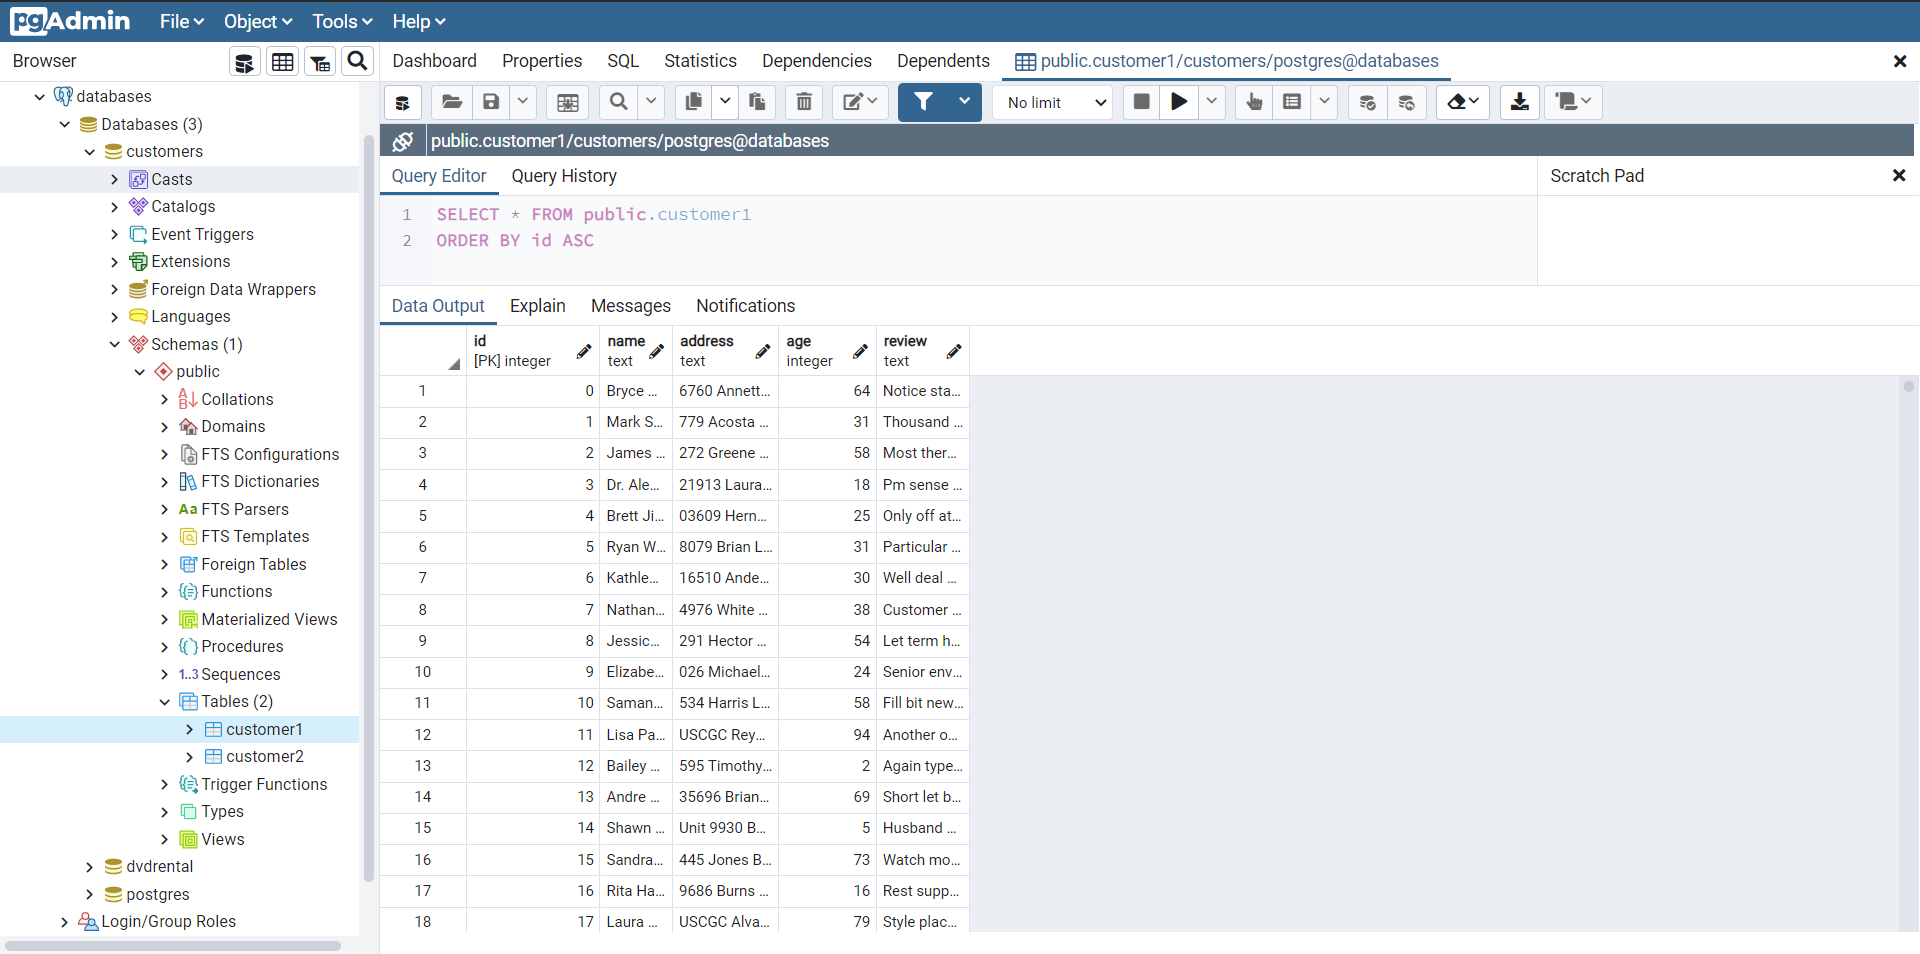 pgAdmin File Object Tools Help
Browser
Dashboard Properties SQL Statistics Dependencies Dependents public.customer1/customers/postgres@databases
databases
Databases (3)
customers
Casts
Catalogs
Event Triggers
Extensions
Foreign Data Wrappers
Languages
Schemas (1)
public
Collations
Domains
FTS Configurations
FTS Dictionaries
Aa FTS Parsers
FTS Templates
Foreign Tables
Functions
Materialized Views
Procedures
1..3 Sequences
Tables (2)
customer1
customer2
Trigger Functions
Types
Views
dvdrental
postgres
Login/Group Roles
No limit
public.customer1/customers/postgres@databases
Query Editor Query History
Scratch Pad
1 SELECT * FROM public.customer1
2 ORDER BY id ASC
Data Output Explain Messages Notifications
id name address age review
[PK] integer text text integer text
1 0 Bryce ... 6760 Annett... 64 Notice sta...
2 1 Mark S... 779 Acosta ... 31 Thousand ...
3 2 James ... 272 Greene ... 58 Most ther...
4 3 Dr. Ale... 21913 Laura... 18 Pm sense ...
5 4 Brett Ji... 03609 Hern... 25 Only off at...
6 5 Ryan W... 8079 Brian L... 31 Particular ...
7 6 Kathle... 16510 Ande... 30 Well deal ...
8 7 Nathan... 4976 White ... 38 Customer ...
9 8 Jessic... 291 Hector ... 54 Let term h...
10 9 Elizabe... 026 Michael... 24 Senior env...
11 10 Saman... 534 Harris L... 58 Fill bit new...
12 11 Lisa Pa... USCGC Rey... 94 Another o...
13 12 Bailey ... 595 Timothy... 2 Again type...
14 13 Andre ... 35696 Brian... 69 Short let b...
15 14 Shawn ... Unit 9930 B... 5 Husband ...
16 15 Sandra... 445 Jones B... 73 Watch mo...
17 16 Rita Ha... 9686 Burns ... 16 Rest supp...
18 17 Laura ... USCGC Alva... 79 Style plac...